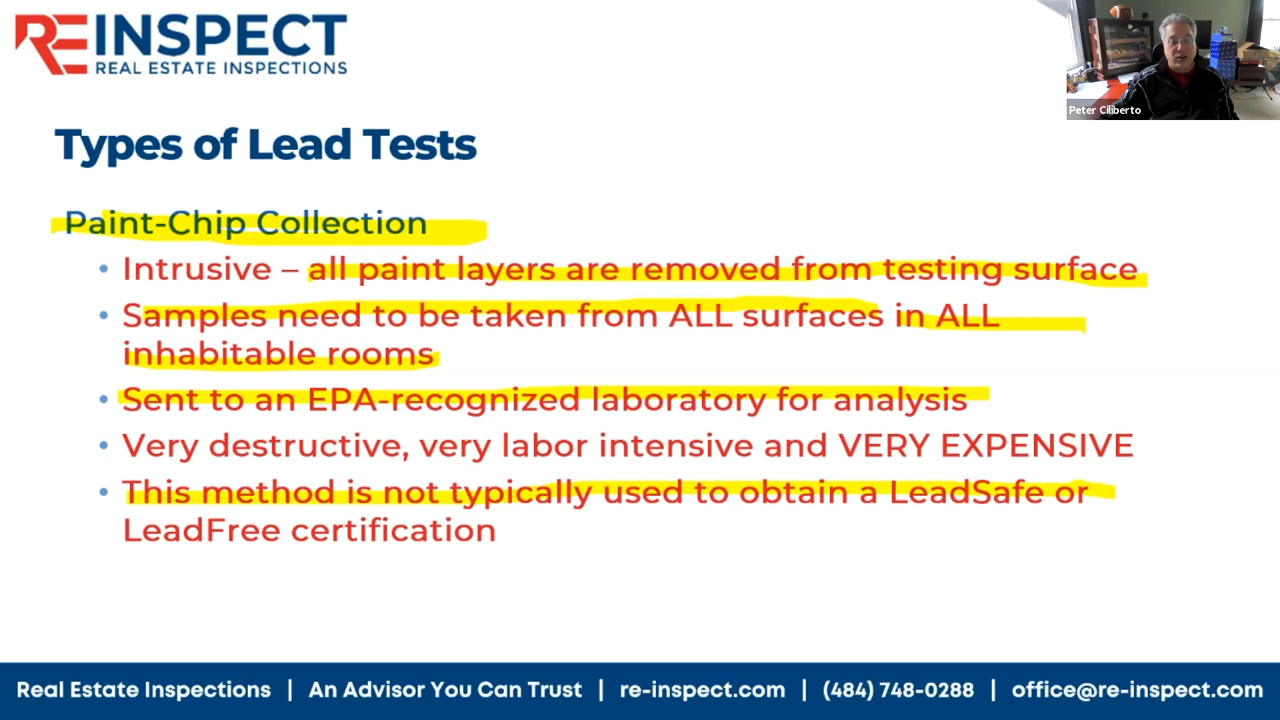 REINSPECT
REAL ESTATE INSPECTIONS
Peter Ciliberto
Types of Lead Tests
Paint-Chip Collection
• Intrusive – all paint layers are removed from testing surface
• Samples need to be taken from ALL surfaces in ALL
inhabitable rooms
• Sent to an EPA-recognized laboratory for analysis
• Very destructive, very labor intensive and VERY EXPENSIVE
• This method is not typically used to obtain a LeadSafe or
LeadFree certification
Real Estate Inspections | An Advisor You Can Trust | re-inspect.com | (484) 748-0288 | office@re-inspect.com